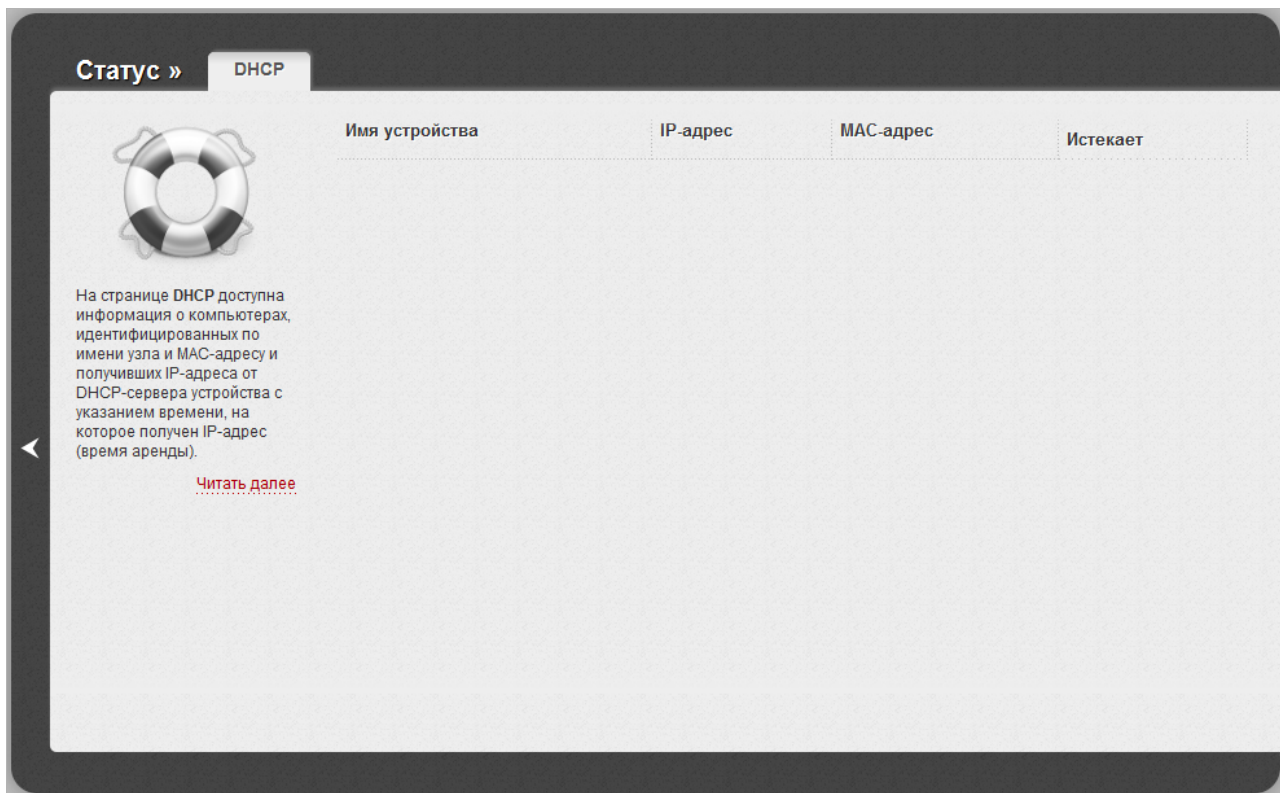 Статус »
DHCP
Имя устройства
IP-адрес
MAC-адрес
Истекает
На странице DHCP доступна
информация о компьютерах,
идентифицированных по
имени узла и MAC-адресу и
получивших IP-адреса от
DHCP-сервера устройства с
указанием времени, на
которое получен IP-адрес
(время аренды).
Читать далее